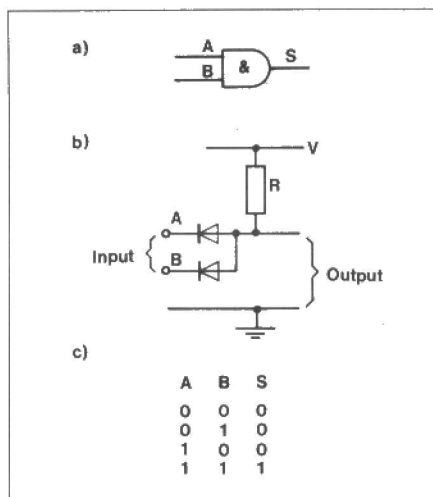 a)
A
B
&
S
b)
V
R
A
Input
B
Output
c)
A B S
0 0 0
0 1 0
1 0 0
1 1 1